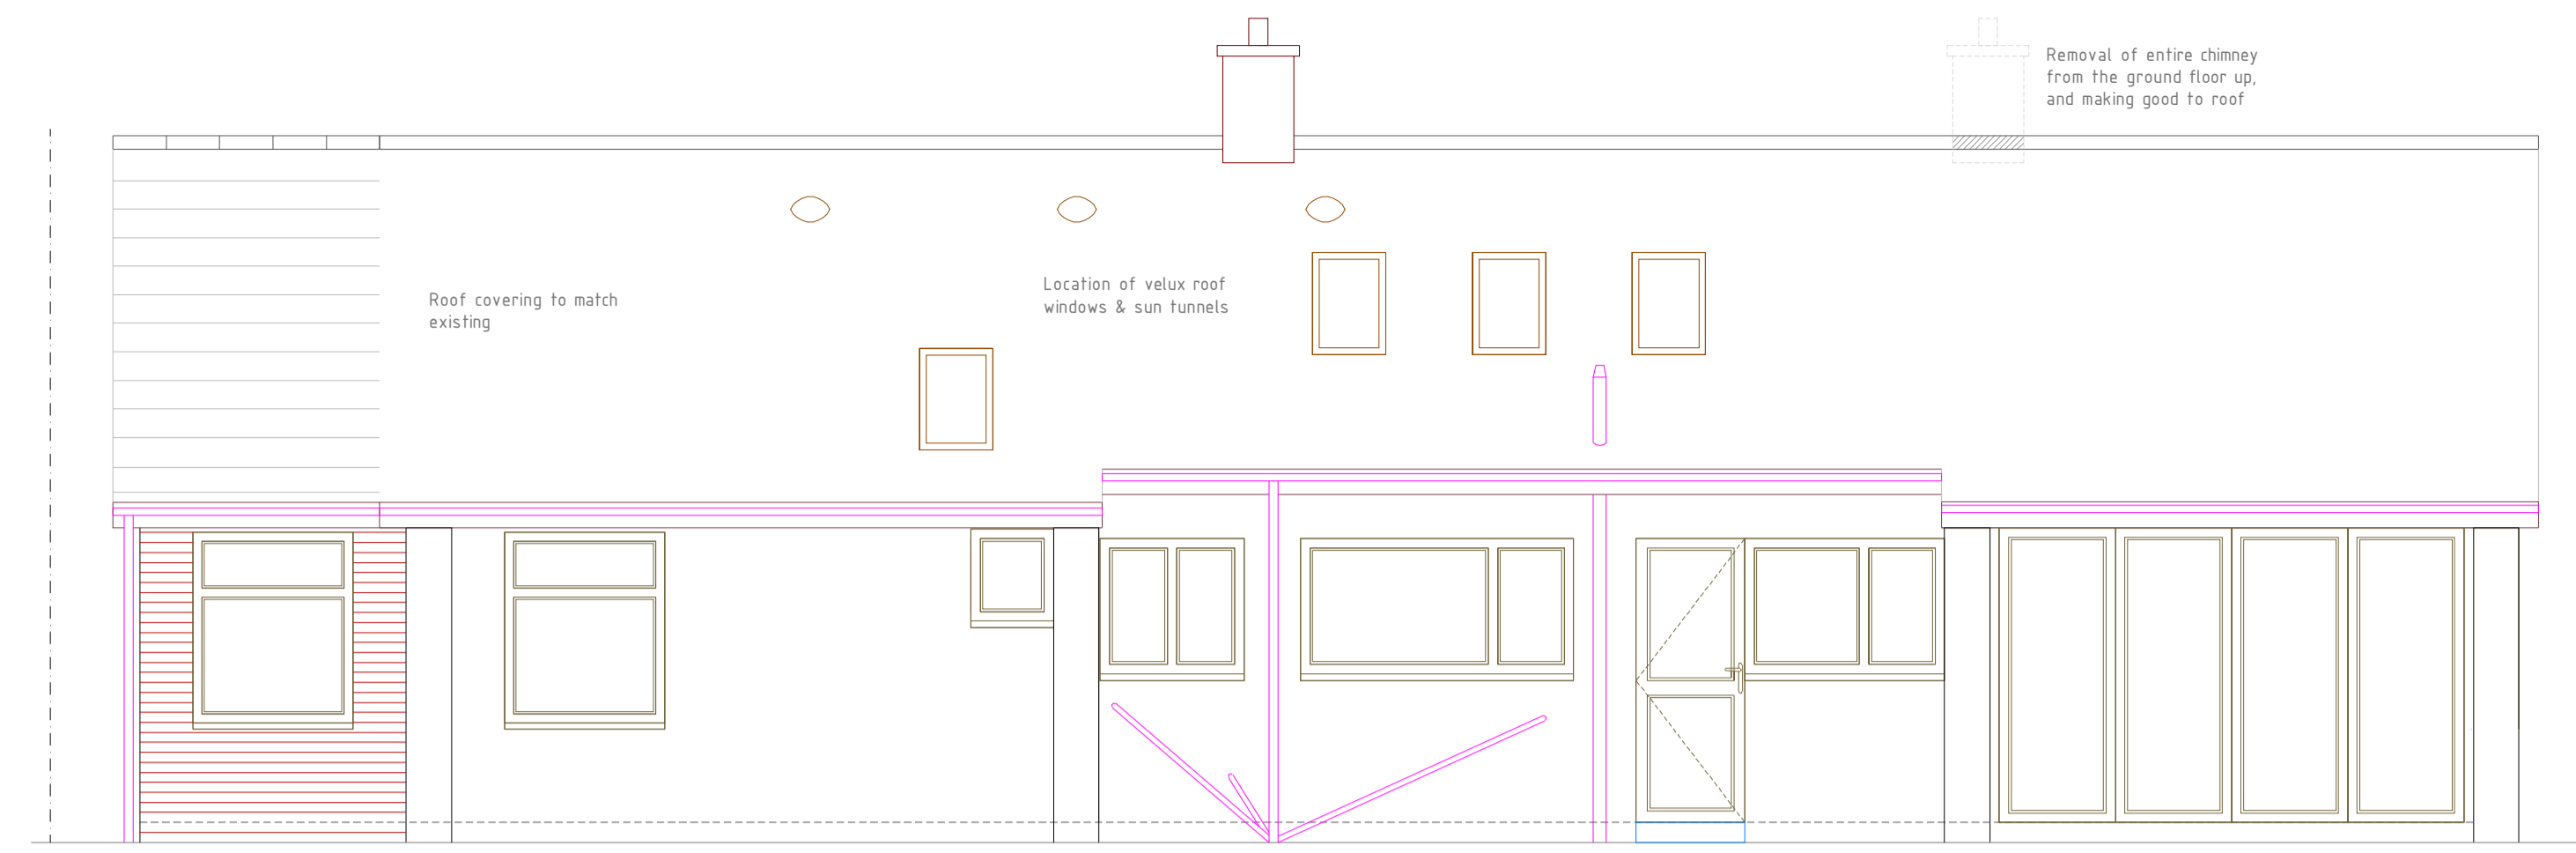 Removal of entire chimney
from the ground floor up,
and making good to roof
Roof covering to match
existing
Location of velux roof
windows & sun tunnels